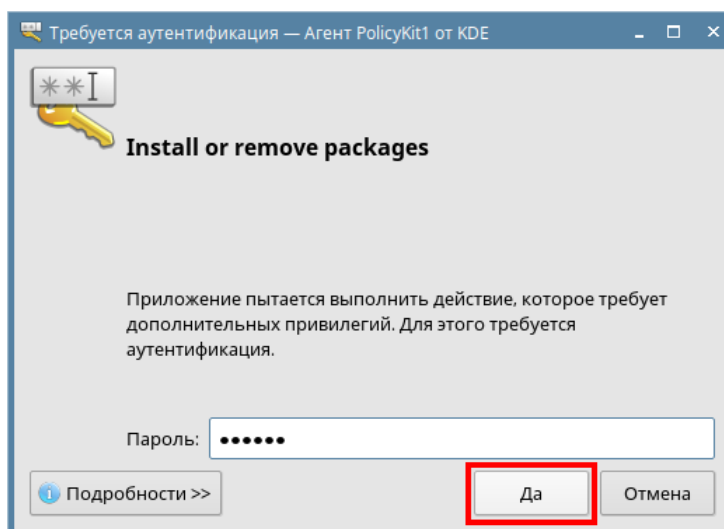 Требуется аутентификация — Агент PolicyKit1 от KDE
Install or remove packages
Приложение пытается выполнить действие, которое требует
дополнительных привилегий. Для этого требуется
аутентификация.
Пароль: ●●●●●●
Подробности >>
Да
Отмена